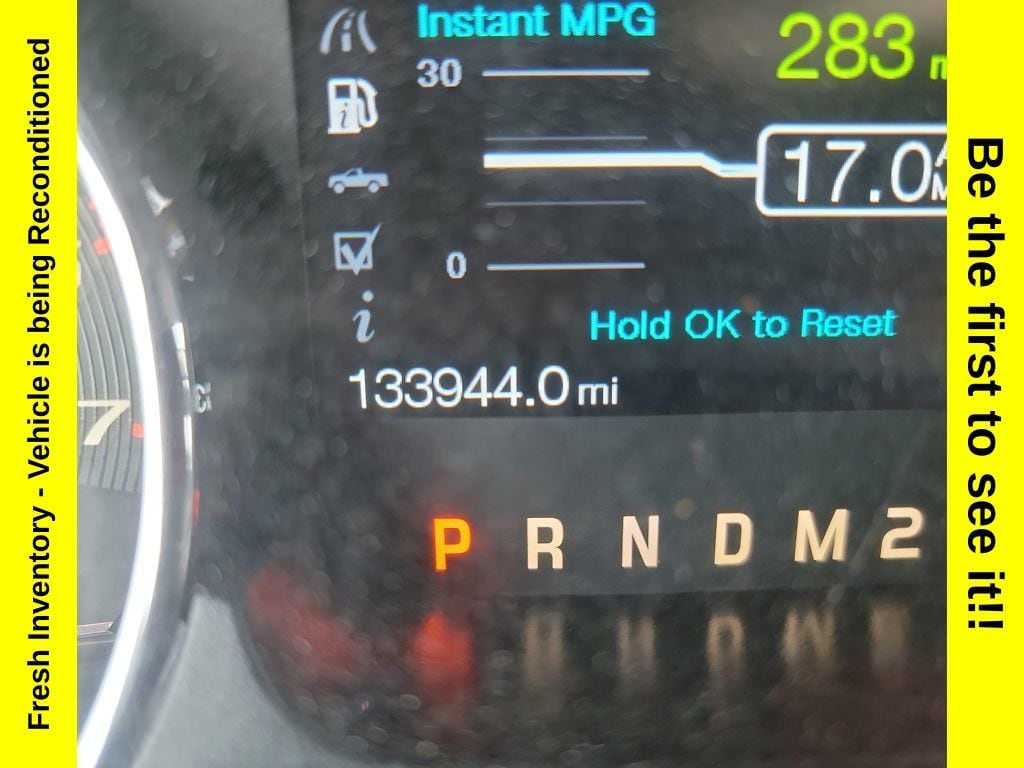 Fresh Inventory - Vehicle is being Reconditioned
Instant MPG
283
30
17.0
0
i
Hold OK to Reset
133944.0 mi
7
P R N D M 2
Be the first to see it!!